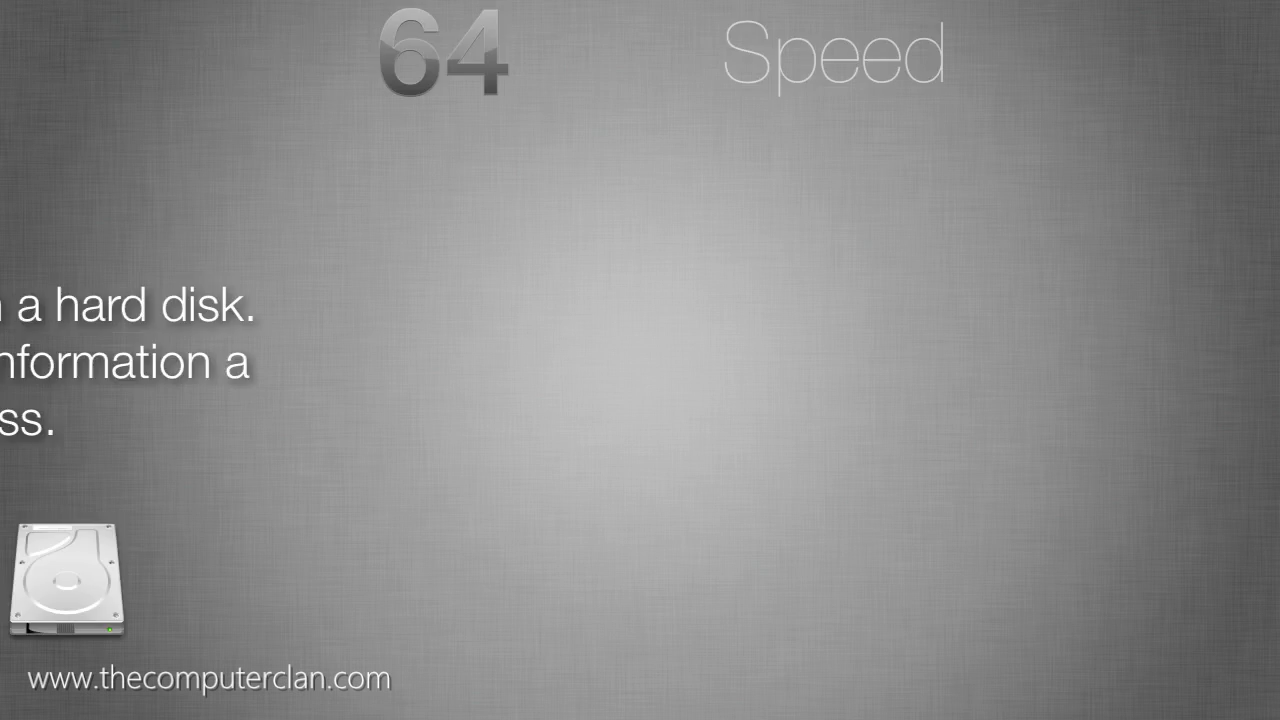 64
Speed
a hard disk.
nformation a
ss.
www.thecomputerclan.com